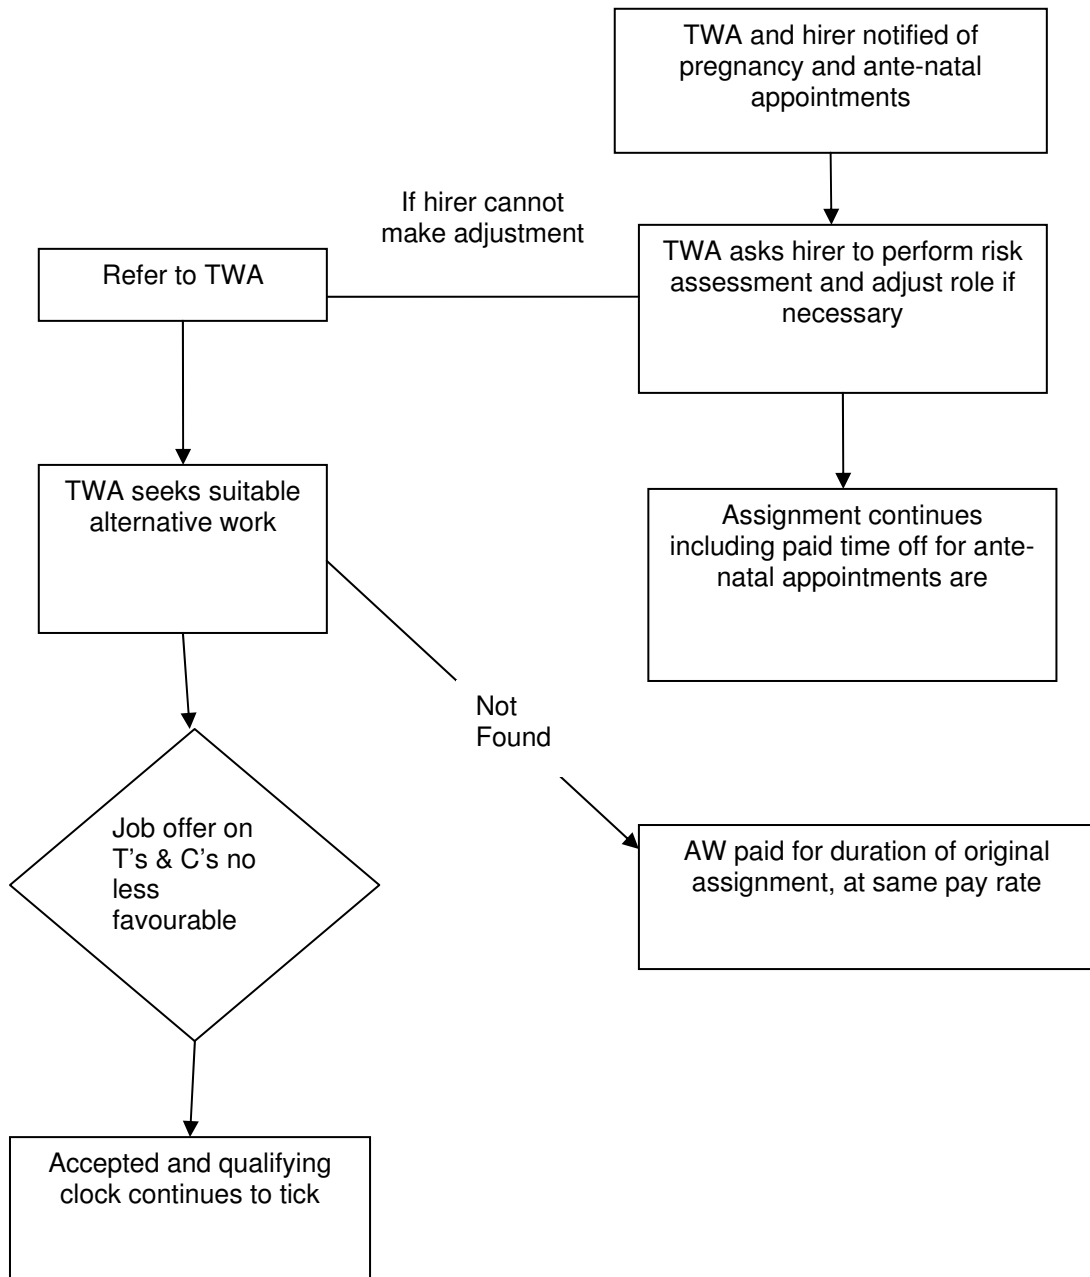 TWA and hirer notified of
pregnancy and ante-natal
appointments
If hirer cannot
make adjustment
Refer to TWA
TWA asks hirer to perform risk
assessment and adjust role if
necessary
TWA seeks suitable
alternative work
Assignment continues
including paid time off for ante-
natal appointments are
Not
Found
Job offer on
T's & C's no
less
favourable
AW paid for duration of original
assignment, at same pay rate
Accepted and qualifying
clock continues to tick